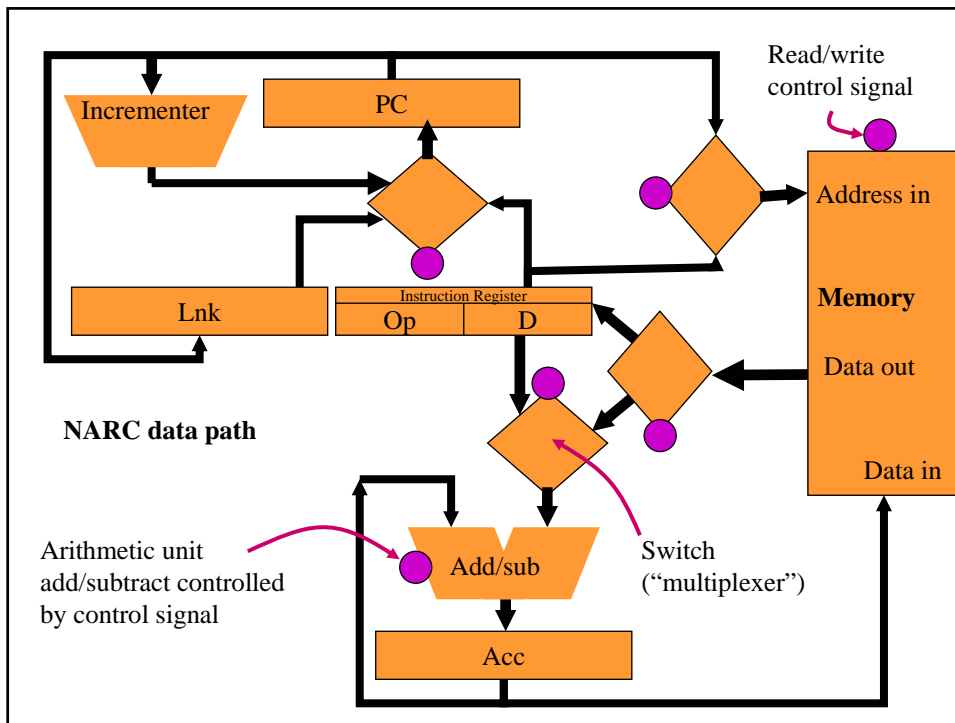 Read/write
control signal
Incrementer
PC
Address in
Instruction Register
Lnk
Op
D
Memory
Data out
NARC data path
Data in
Arithmetic unit
add/subtract controlled
by control signal
Add/sub
Switch
(“multiplexer”)
Acc